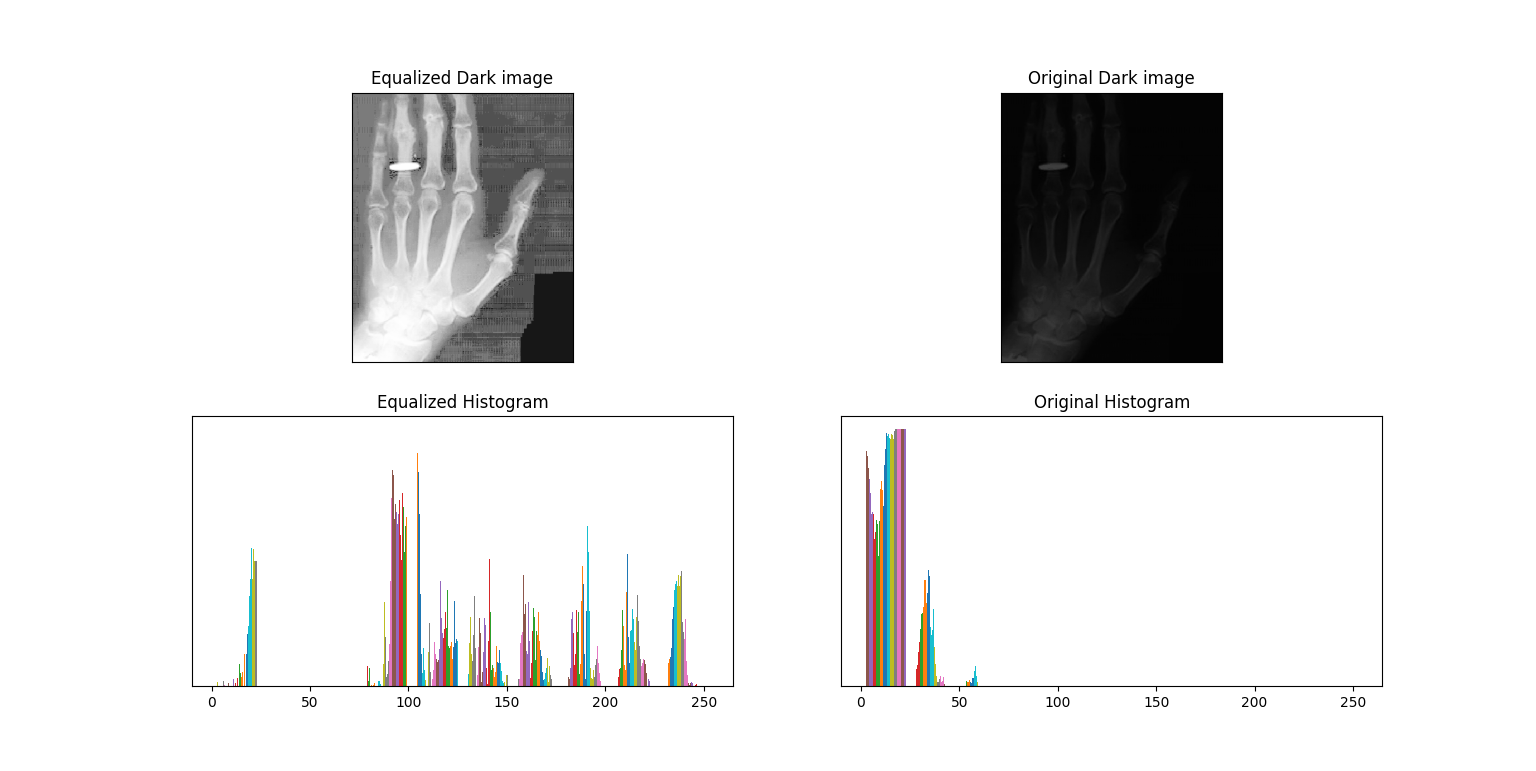 Equalized Dark image
Original Dark image
Equalized Histogram
Original Histogram
0 50 100 150 200 250
0 50 100 150 200 250